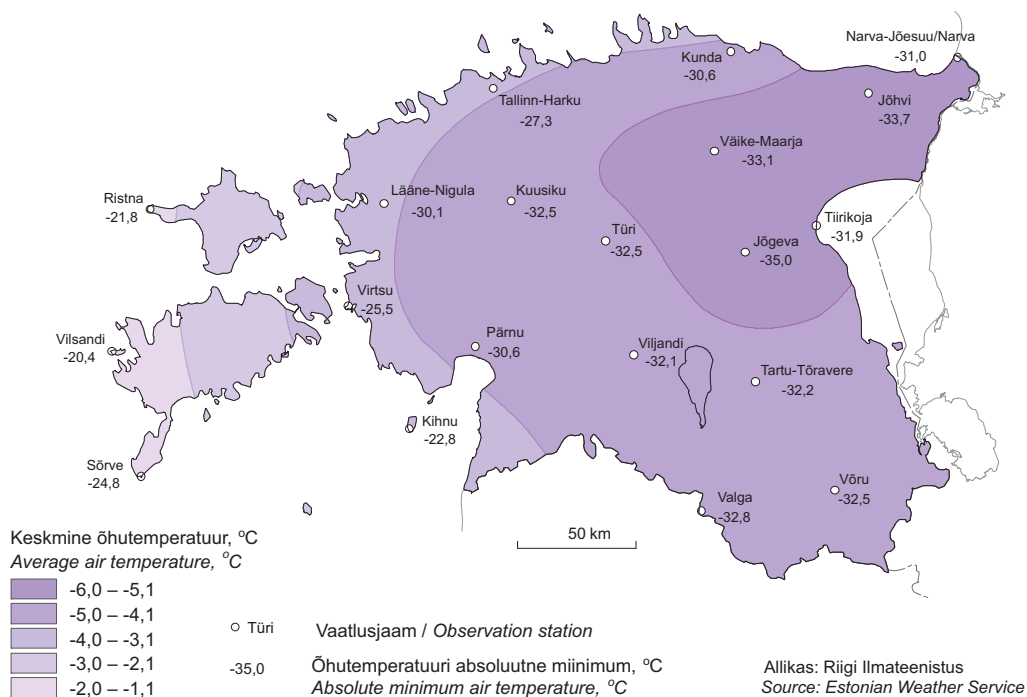 Narva-Jõesuu/Narva
-31,0
Kunda
-30,6
Tallinn-Harku
-27,3
Jõhvi
-33,7
Väike-Maarja
-33,1
Ristna
-21,8
Lääne-Nigula
-30,1
Kuusiku
-32,5
Türi
-32,5
Tiirikoja
-31,9
Jõgeva
-35,0
Virtsu
-25,5
Vilsandi
-20,4
Pärnu
-30,6
Viljandi
-32,1
Tartu-Tõravere
-32,2
Kihnu
-22,8
Sõrve
-24,8
Võru
-32,5
Valga
-32,8
50 km
Keskmine õhutemperatuur, °C
Average air temperature, °C
-6,0 – -5,1
-5,0 – -4,1
-4,0 – -3,1
-3,0 – -2,1
-2,0 – -1,1
Türi
Vaatlusjaam / Observation station
-35,0
Õhutemperatuuri absoluutne miinimum, °C
Absolute minimum air temperature, °C
Allikas: Riigi Ilmateenistus
Source: Estonian Weather Service